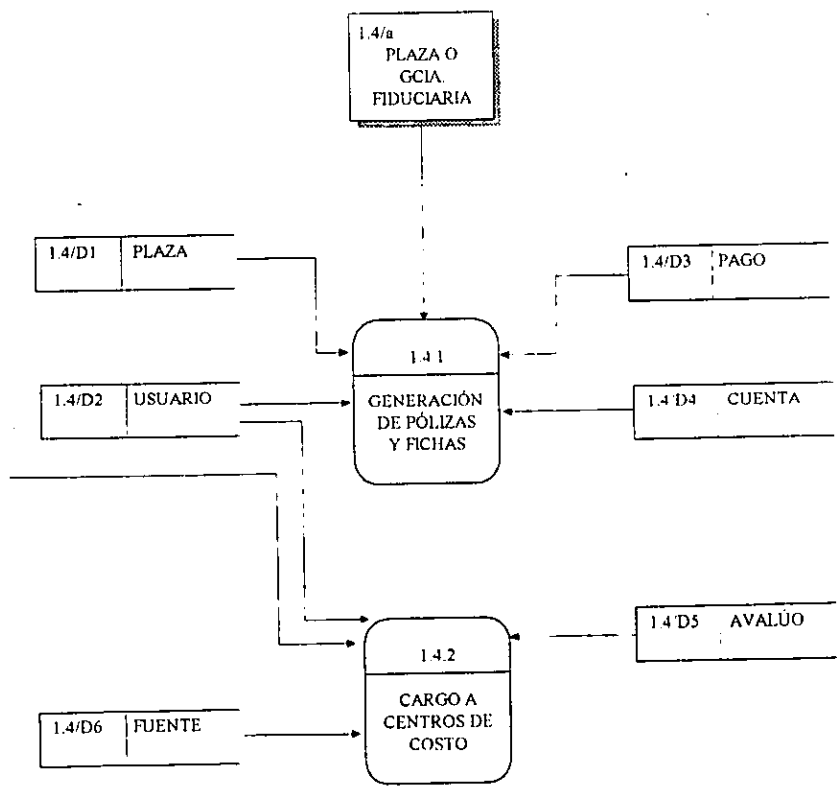 1.4/a
PLAZA O
GCIA.
FIDUCIARIA
1.4/D1 PLAZA
1.4/D3 PAGO
1.4.1
GENERACIÓN
DE PÓLIZAS
Y FICHAS
1.4/D2 USUARIO
1.4/D4 CUENTA
1.4/D5 AVALÚO
1.4.2
CARGO A
CENTROS DE
COSTO
1.4/D6 FUENTE